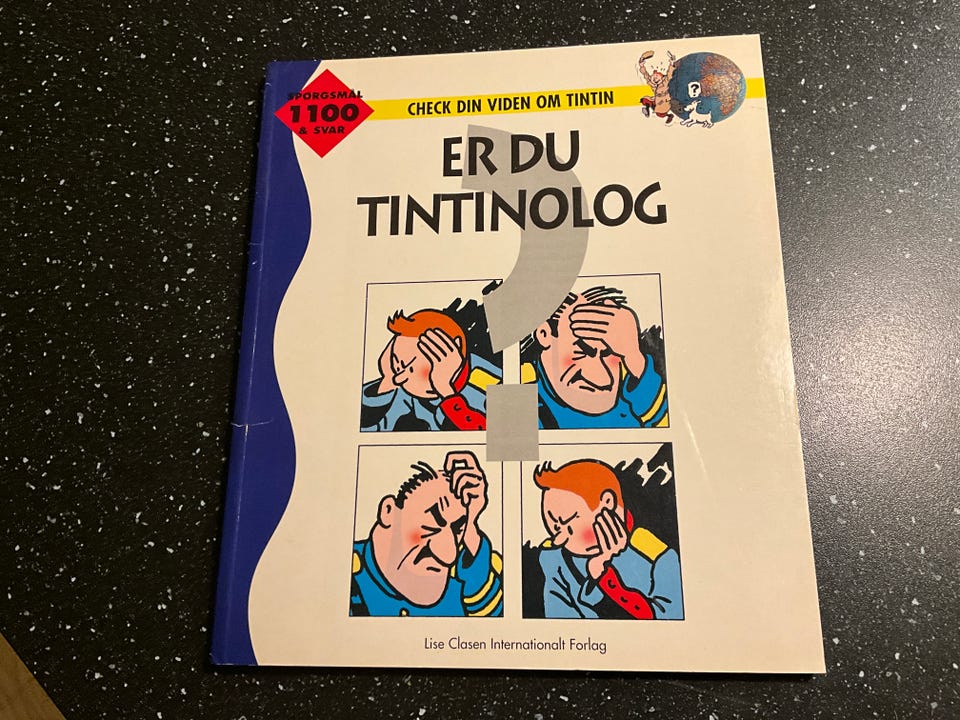 SPØRGSMÅL
1100
& SVAR
CHECK DIN VIDEN OM TINTIN
?
ER DU
TINTINOLOG
?
Lise Clasen Internationalt Forlag